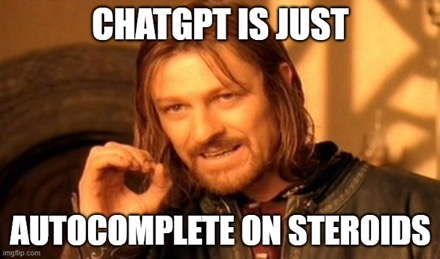 CHATGPT IS JUST
AUTOCOMPLETE ON STEROIDS
imgflip.com